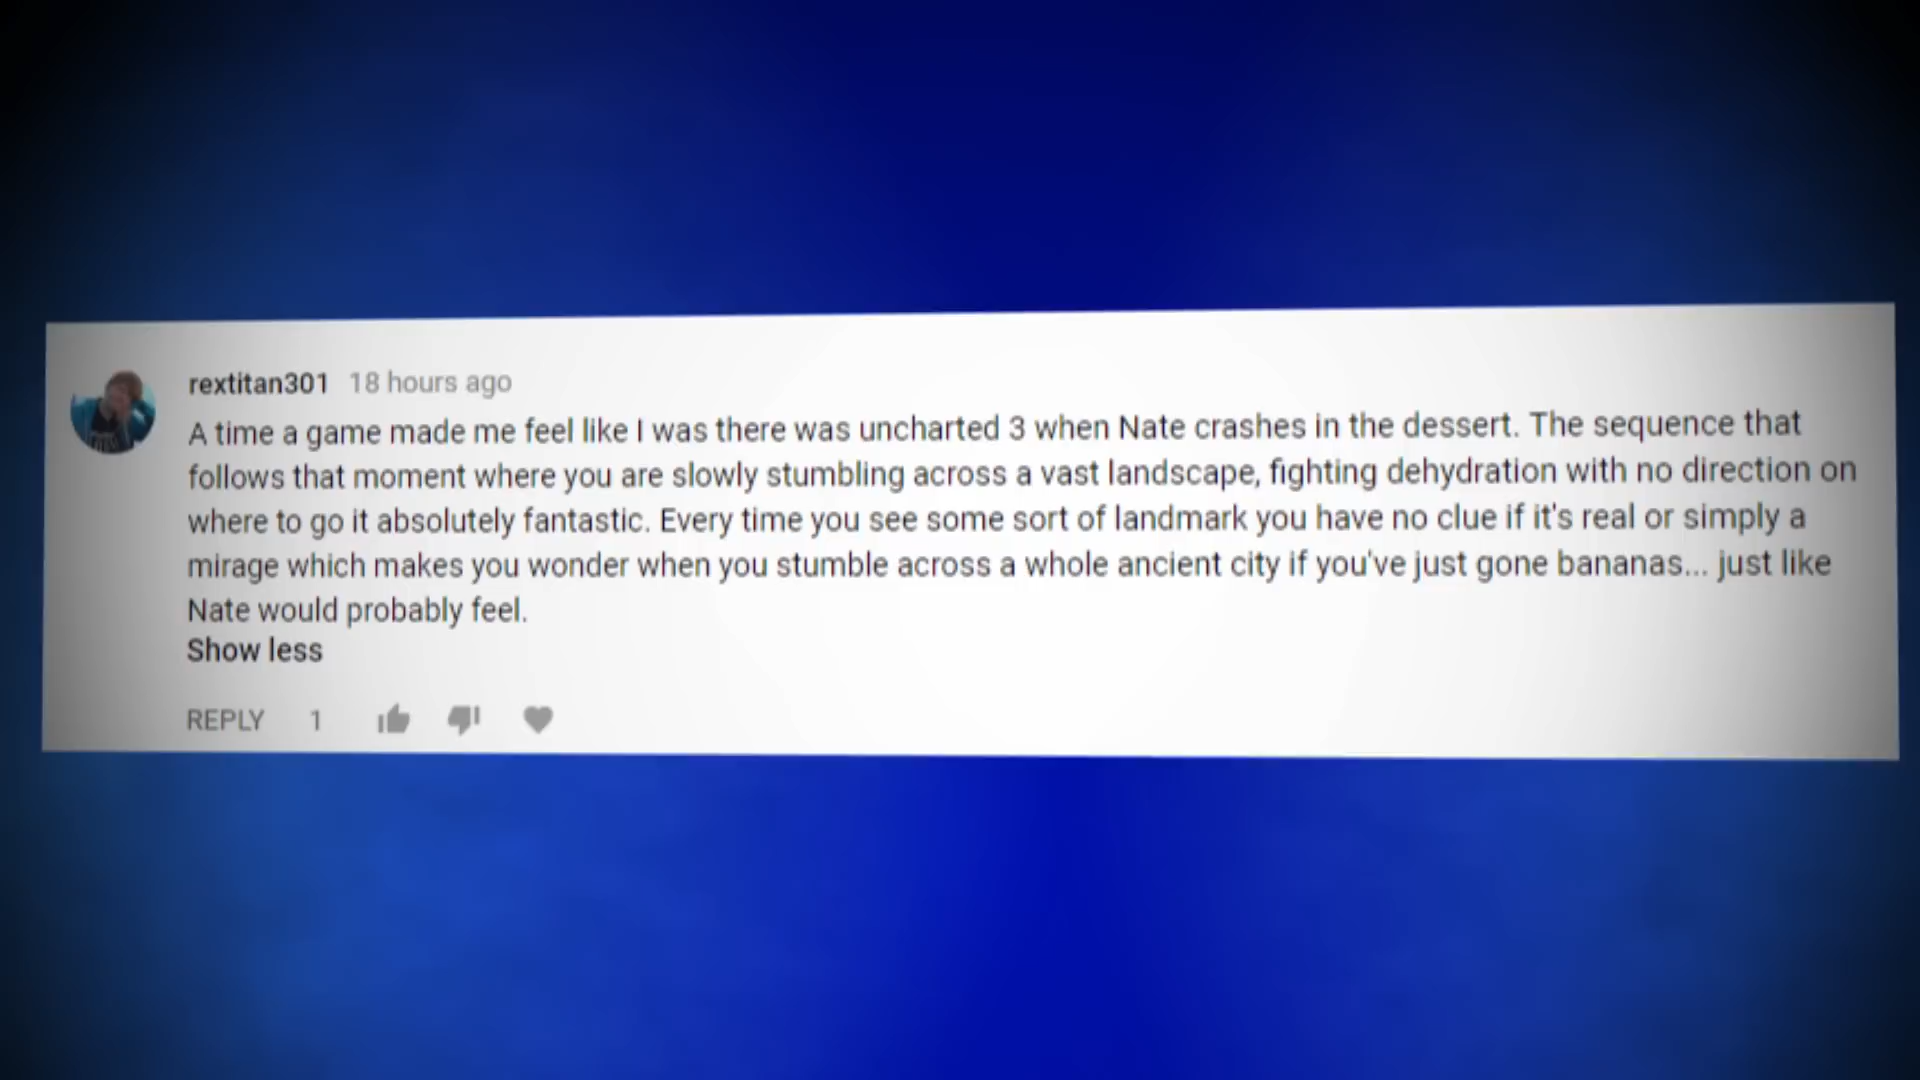 rextitan301 18 hours ago
A time a game made me feel like I was there was uncharted 3 when Nate crashes in the dessert. The sequence that
follows that moment where you are slowly stumbling across a vast landscape, fighting dehydration with no direction on
where to go it absolutely fantastic. Every time you see some sort of landmark you have no clue if it's real or simply a
mirage which makes you wonder when you stumble across a whole ancient city if you've just gone bananas... just like
Nate would probably feel.
Show less
REPLY 1